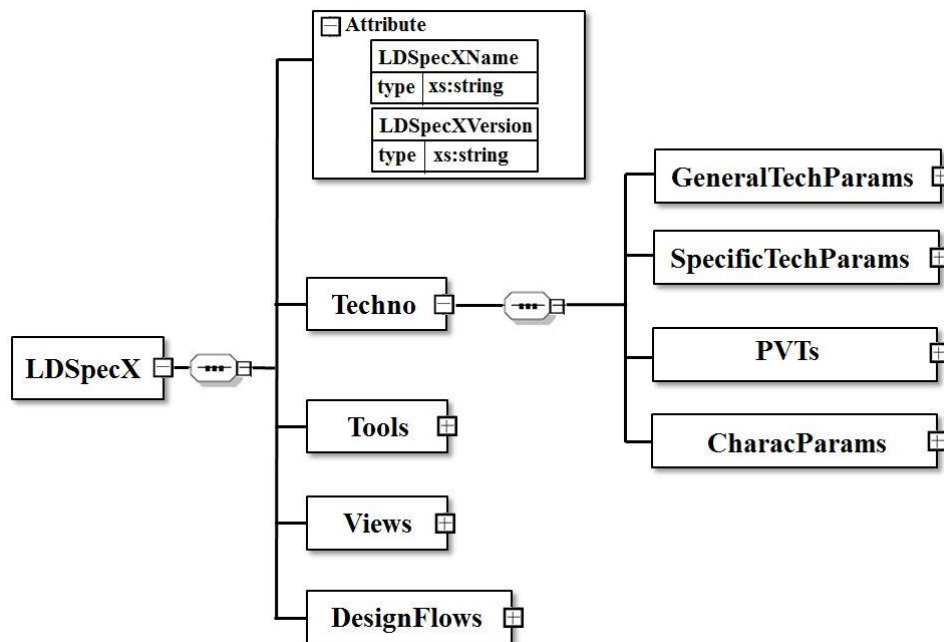 Attribute
LDSpecXName
type xs:string
LDSpecXVersion
type xs:string
GeneralTechParams
SpecificTechParams
Techno
PVTs
LDSpecX
CharacParams
Tools
Views
DesignFlows